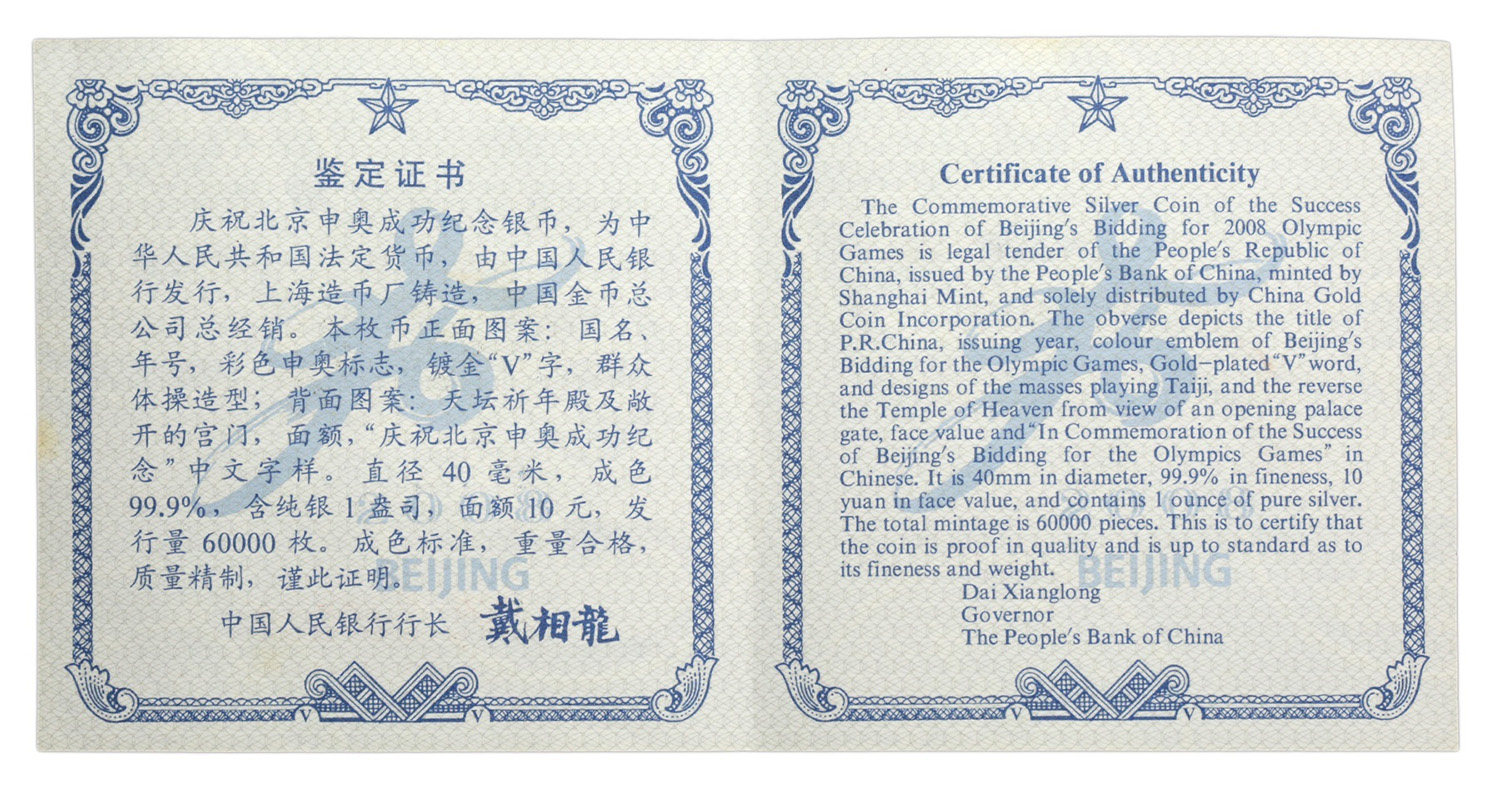 鉴定证书
庆祝北京申奥成功纪念银币，为中
华人民共和国法定货币，由中国人民银
行发行，上海造币厂铸造，中国金币总
公司总经销。本枚币正面图案：国名、
年号，彩色申奥标志，镀金“V”字，群众
体操造型；背面图案：天坛祈年殿及敞
开的宫门，面额，“庆祝北京申奥成功纪
念”中文字样。直径 40 毫米，成色
99.9%，含纯银 1 盎司，面额 10 元，发
行量 60000 枚。成色标准，重量合格，
质量精制，谨此证明。
中国人民银行行长 戴相龍
2008
BEIJING
V V
Certificate of Authenticity
The Commemorative Silver Coin of the Success
Celebration of Beijing's Bidding for 2008 Olympic
Games is legal tender of the People's Republic of
China, issued by the People's Bank of China, minted by
Shanghai Mint, and solely distributed by China Gold
Coin Incorporation. The obverse depicts the title of
P.R.China, issuing year, colour emblem of Beijing's
Bidding for the Olympic Games, Gold-plated “V” word,
and designs of the masses playing Taiji, and the reverse
the Temple of Heaven from view of an opening palace
gate, face value and “In Commemoration of the Success
of Beijing's Bidding for the Olympics Games” in
Chinese. It is 40mm in diameter, 99.9% in fineness, 10
yuan in face value, and contains 1 ounce of pure silver.
The total mintage is 60000 pieces. This is to certify that
the coin is proof in quality and is up to standard as to
its fineness and weight.
Dai Xianglong
Governor
The People's Bank of China
2008
BEIJING
V V